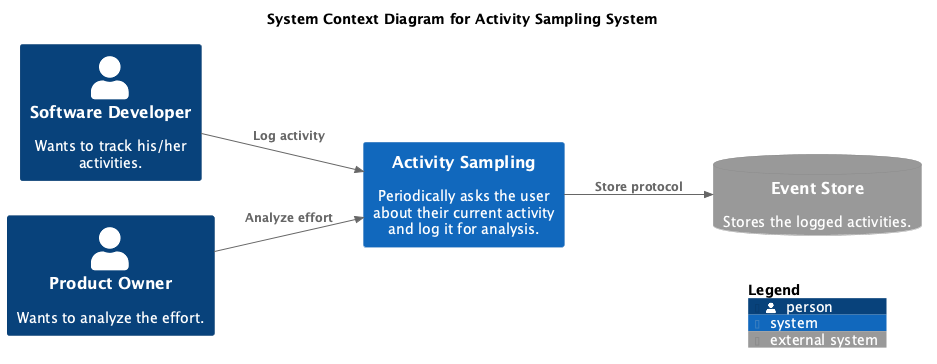 System Context Diagram for Activity Sampling System
Software Developer
Wants to track his/her
activities.
Log activity
Activity Sampling
Periodically asks the user
about their current activity
and log it for analysis.
Store protocol
Event Store
Stores the logged activities.
Analyze effort
Product Owner
Wants to analyze the effort.
Legend
person
system
external system